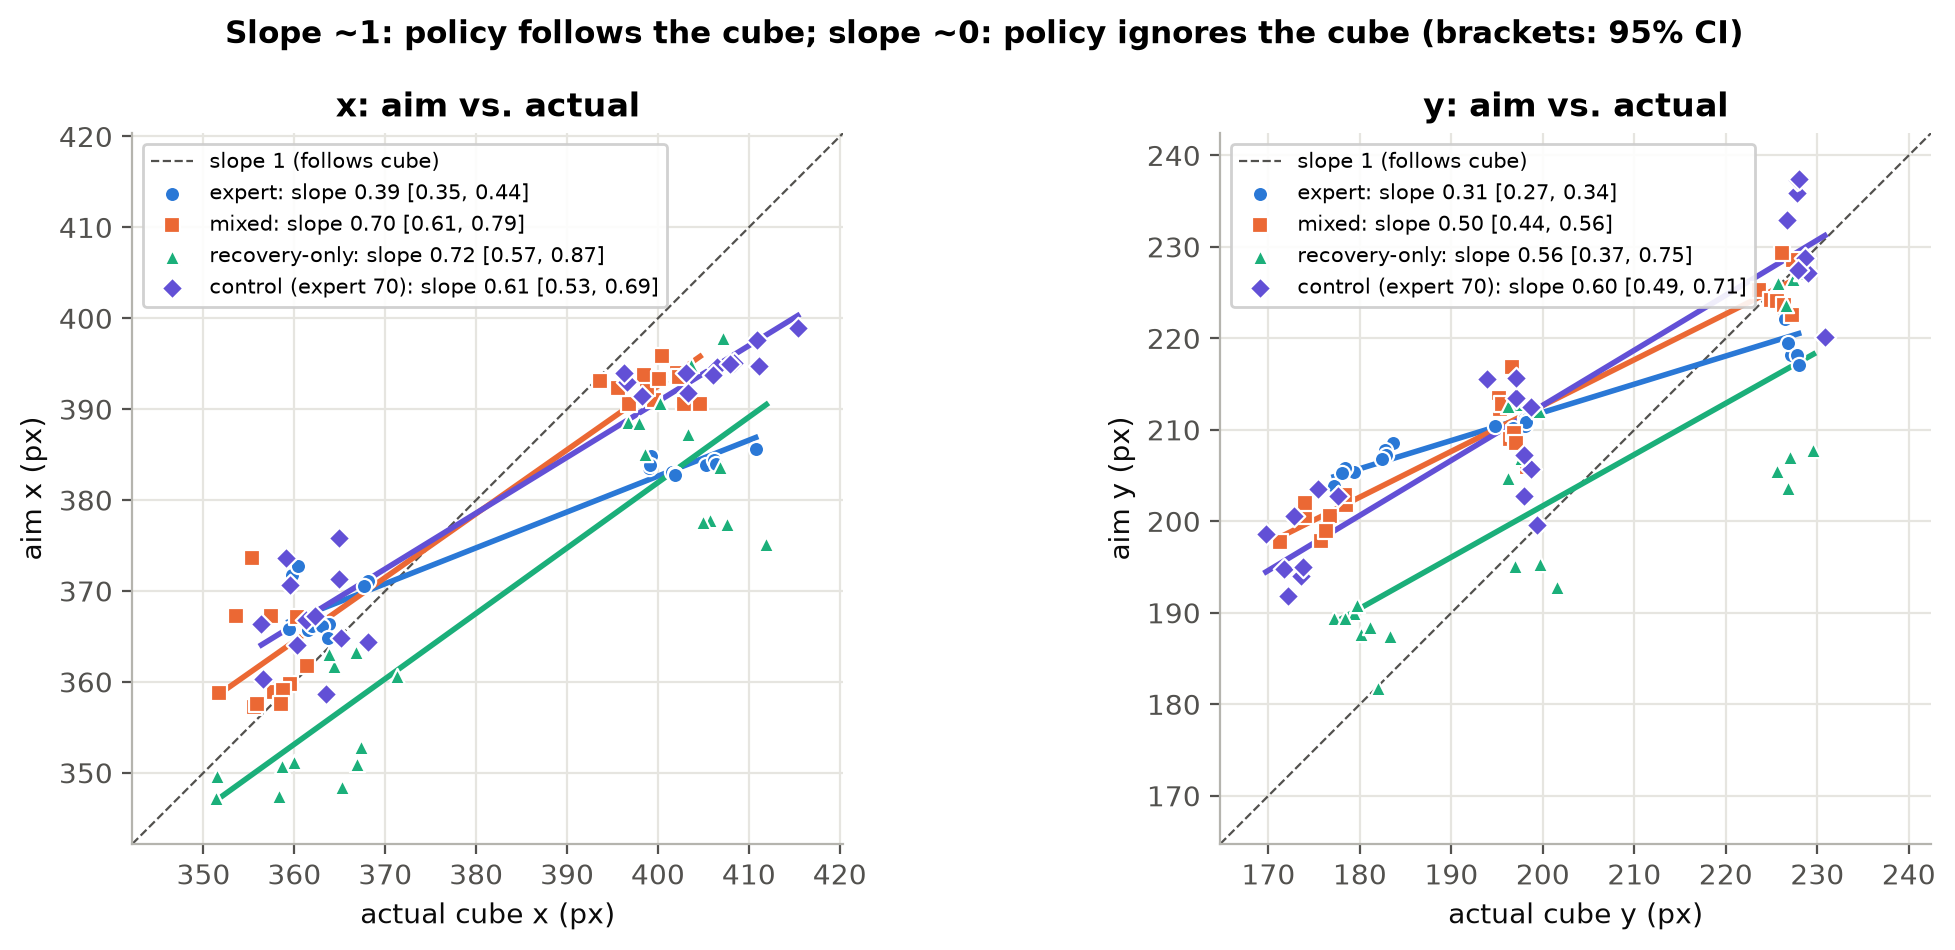 Slope ~1: policy follows the cube; slope ~0: policy ignores the cube (brackets: 95% CI)
x: aim vs. actual
420
410
400
390
380
370
360
350
aim x (px)
slope 1 (follows cube)
expert: slope 0.39 [0.35, 0.44]
mixed: slope 0.70 [0.61, 0.79]
recovery-only: slope 0.72 [0.57, 0.87]
control (expert 70): slope 0.61 [0.53, 0.69]
350 360 370 380 390 400 410 420
actual cube x (px)
y: aim vs. actual
240
230
220
210
200
190
180
170
aim y (px)
slope 1 (follows cube)
expert: slope 0.31 [0.27, 0.34]
mixed: slope 0.50 [0.44, 0.56]
recovery-only: slope 0.56 [0.37, 0.75]
control (expert 70): slope 0.60 [0.49, 0.71]
170 180 190 200 210 220 230 240
actual cube y (px)